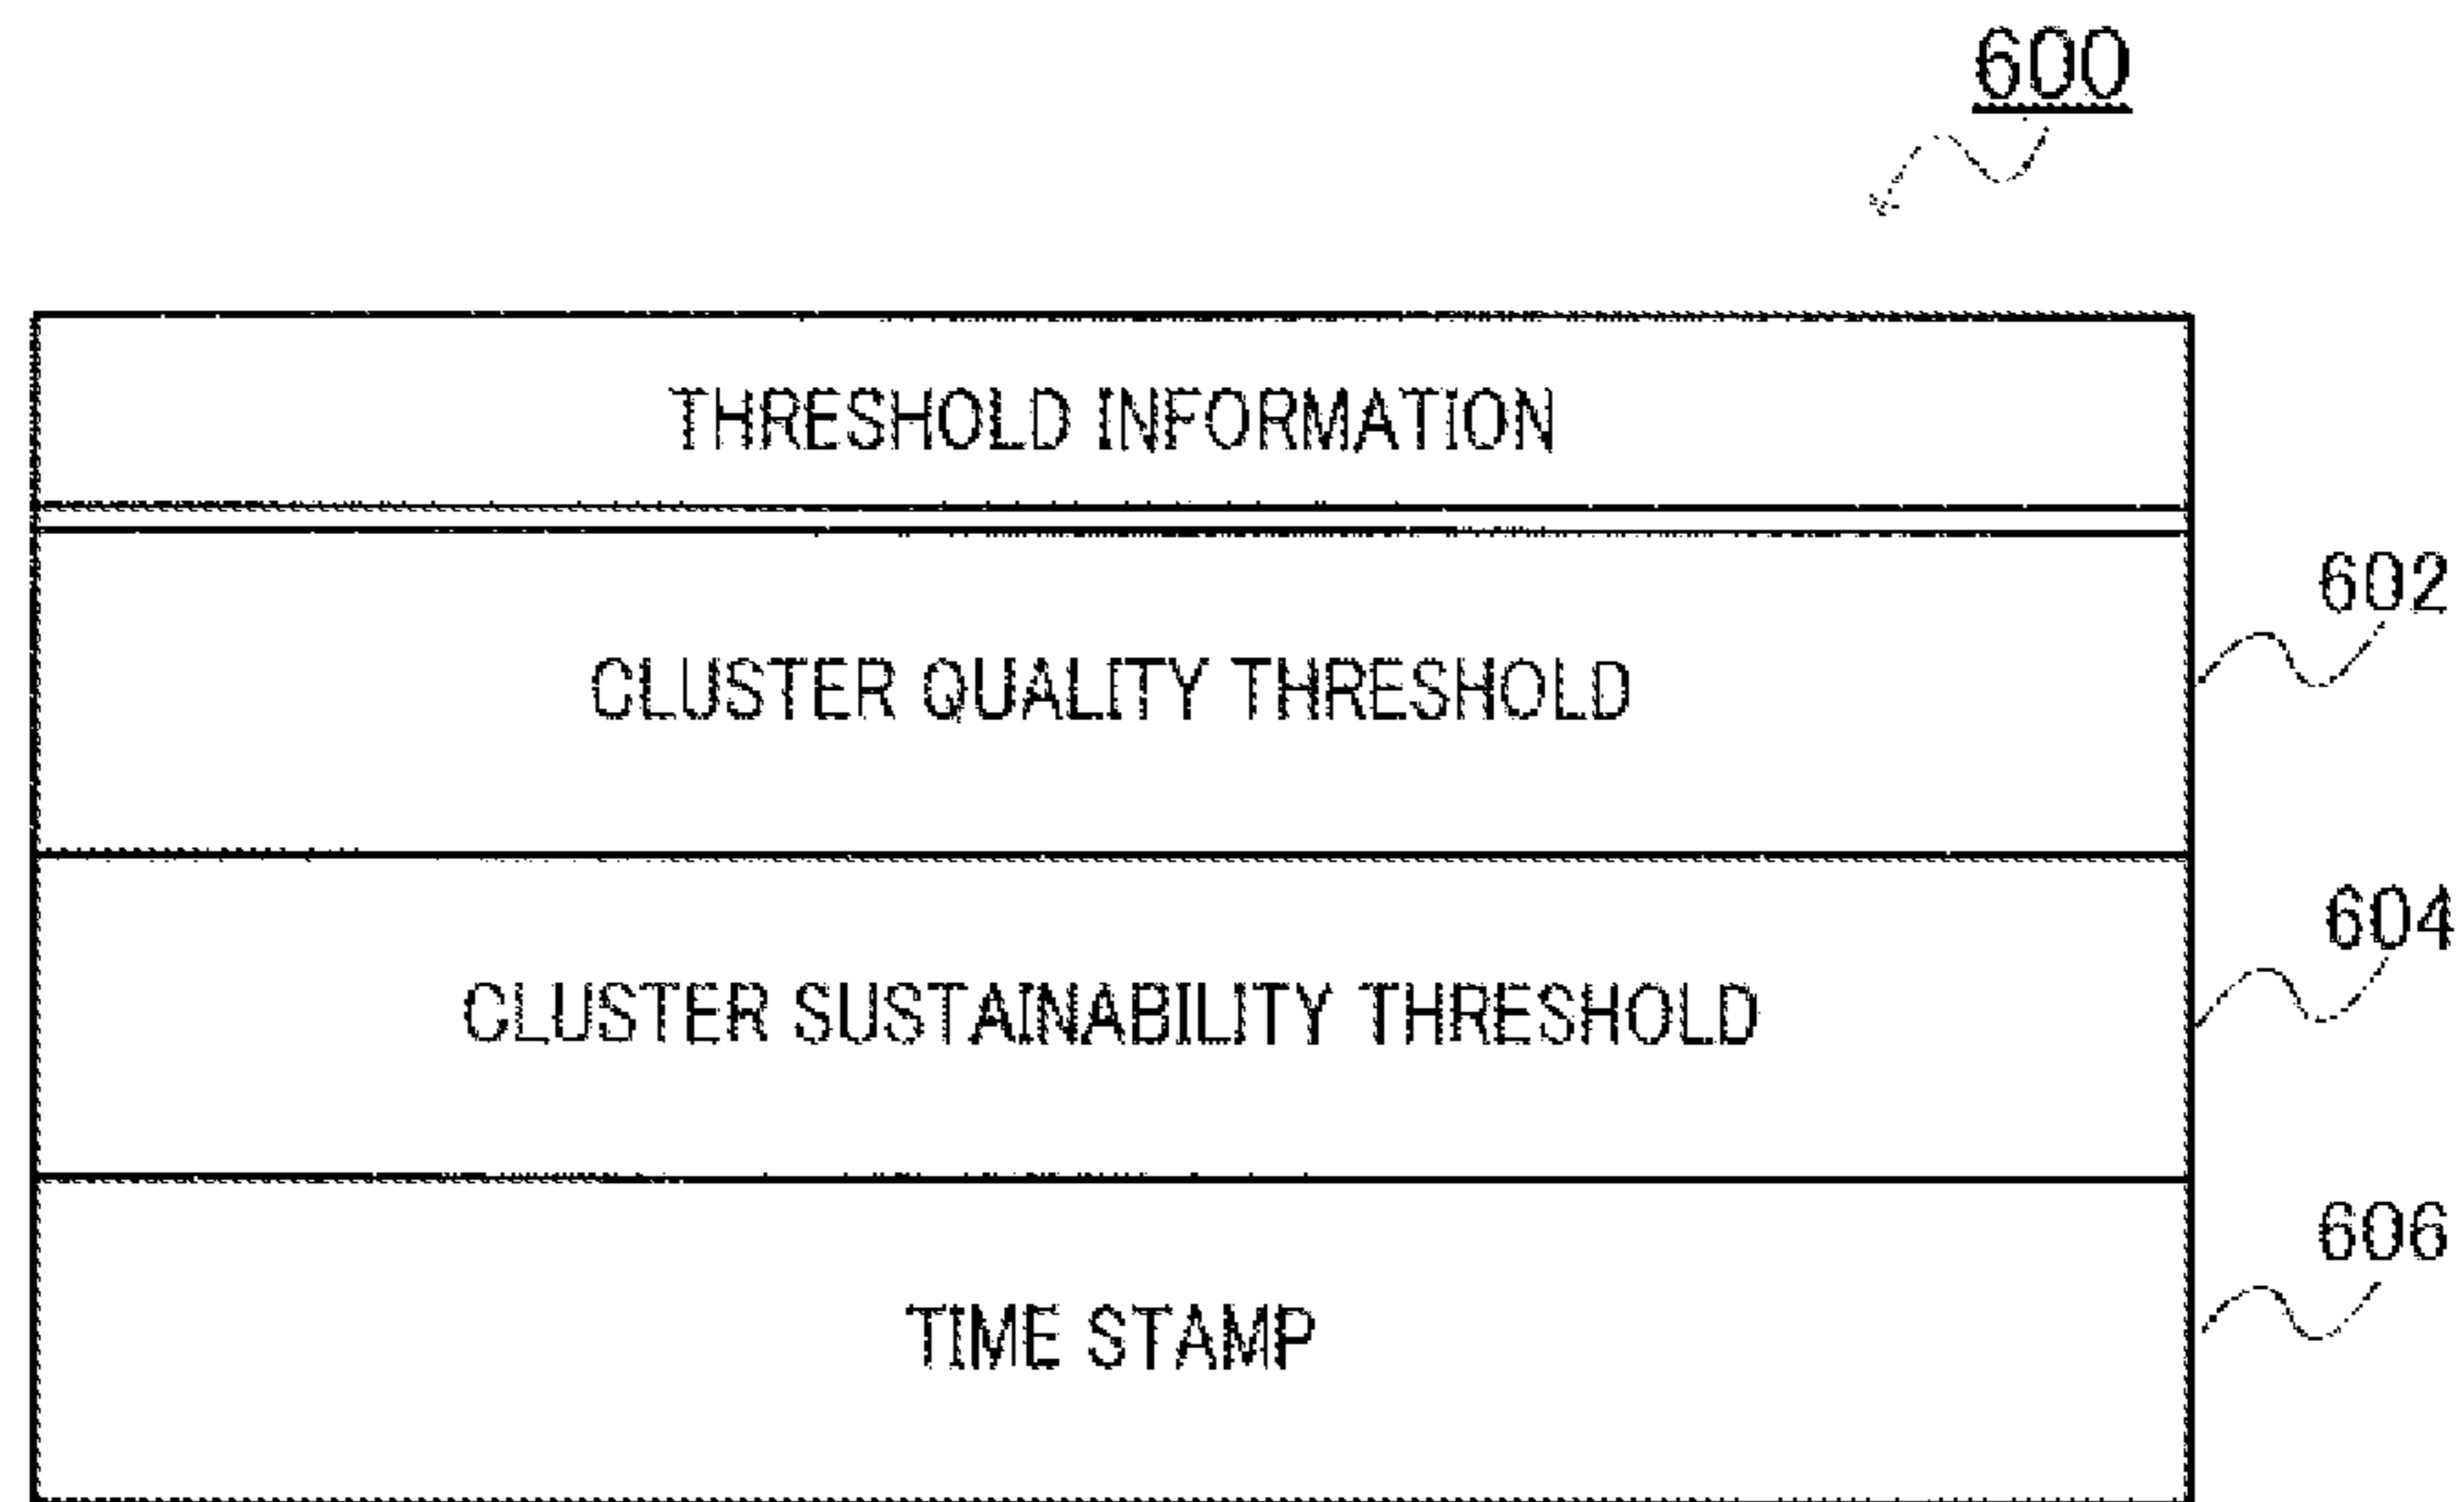 600
THRESHOLD INFORMATION
602
CLUSTER QUALITY THRESHOLD
604
CLUSTER SUSTAINABILITY THRESHOLD
606
TIME STAMP